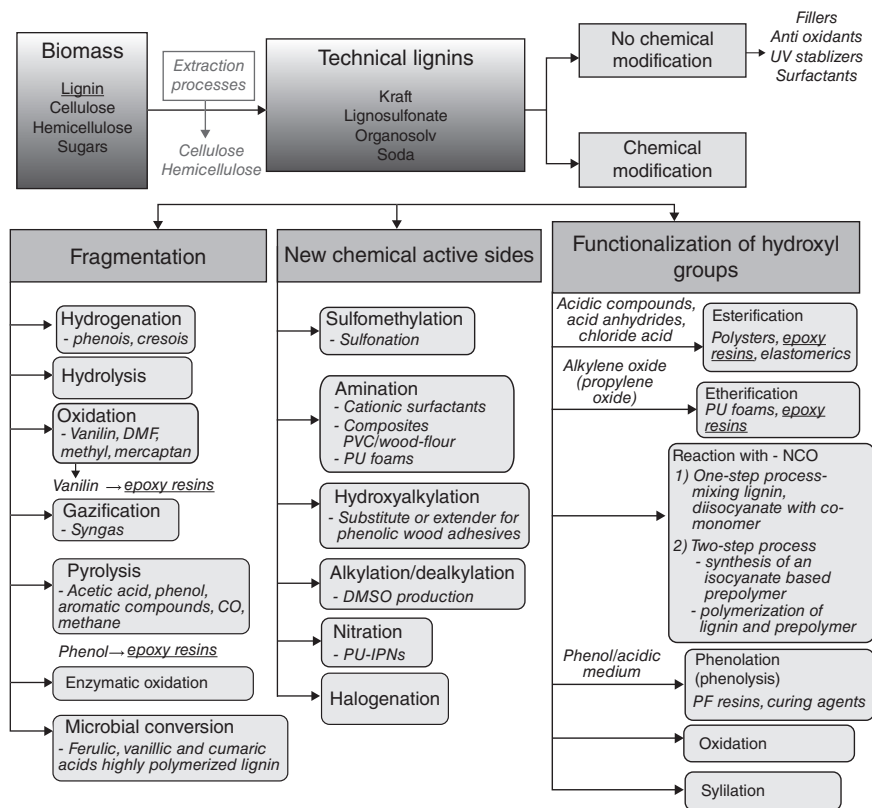 Biomass
Lignin
Cellulose
Hemicellulose
Sugars
Extraction
processes
Cellulose
Hemicellulose
Technical lignins
Kraft
Lignosulfonate
Organosolv
Soda
No chemical
modification
Fillers
Anti oxidants
UV stablizers
Surfactants
Chemical
modification
Fragmentation
Hydrogenation
- phenois, cresois
Hydrolysis
Oxidation
- Vanilin, DMF,
methyl, mercaptan
Vanilin → epoxy resins
Gazification
- Syngas
Pyrolysis
- Acetic acid, phenol,
aromatic compounds, CO,
methane
Phenol → epoxy resins
Enzymatic oxidation
Microbial conversion
- Ferulic, vanillic and cumaric
acids highly polymerized lignin
New chemical active sides
Sulfomethylation
- Sulfonation
Amination
- Cationic surfactants
- Composites
PVC/wood-flour
- PU foams
Hydroxyalkylation
- Substitute or extender for
phenolic wood adhesives
Alkylation/dealkylation
- DMSO production
Nitration
- PU-IPNs
Halogenation
Functionalization of hydroxyl
groups
Acidic compounds,
acid anhydrides,
chloride acid
Esterification
Polysters, epoxy
resins, elastomerics
Alkylene oxide
(propylene
oxide)
Etherification
PU foams, epoxy
resins
Reaction with - NCO
1) One-step process-
mixing lignin,
diisocyanate with co-
monomer
2) Two-step process
- synthesis of an
isocyanate based
prepolymer
- polymerization of
lignin and prepolymer
Phenol/acidic
medium
Phenolation
(phenolysis)
PF resins, curing agents
Oxidation
Sylilation